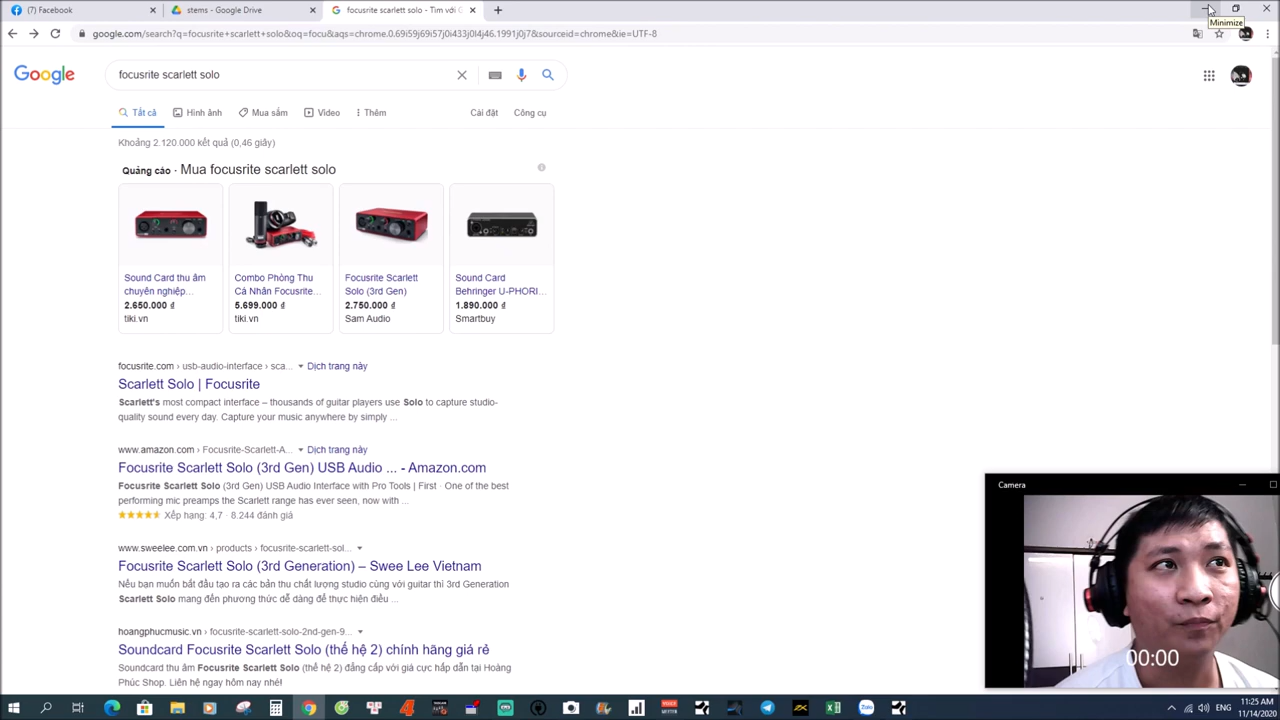 (7) Facebook
stems - Google Drive
focusrite scarlett solo - Tìm với G
Minimize
google.com/search?q=focusrite+scarlett+solo&oq=focu&aqs=chrome.0.69i59j69i57j0i433j0l4j46.1991j0j7&sourceid=chrome&ie=UTF-8
Google
focusrite scarlett solo
Tất cả
Hình ảnh
Mua sắm
Video
Thêm
Cài đặt
Công cụ
Khoảng 2.120.000 kết quả (0,46 giây)
Quảng cáo · Mua focusrite scarlett solo
Sound Card thu âm
chuyên nghiệp...
2.650.000 ₫
tiki.vn
Combo Phòng Thu
Cá Nhân Focusrite...
5.699.000 ₫
tiki.vn
Focusrite Scarlett
Solo (3rd Gen)
2.750.000 ₫
Sam Audio
Sound Card
Behringer U-PHORI...
1.890.000 ₫
Smartbuy
focusrite.com › usb-audio-interface › sca... Dịch trang này
Scarlett Solo | Focusrite
Scarlett's most compact interface – thousands of guitar players use Solo to capture studio-
quality sound every day. Capture your music anywhere by simply ...
www.amazon.com › Focusrite-Scarlett-A... Dịch trang này
Focusrite Scarlett Solo (3rd Gen) USB Audio ... - Amazon.com
Focusrite Scarlett Solo (3rd Gen) USB Audio Interface with Pro Tools | First · One of the best
performing mic preamps the Scarlett range has ever seen, now with ...
Xếp hạng: 4,7 · 8.244 đánh giá
www.sweelee.com.vn › products › focusrite-scarlett-sol...
Focusrite Scarlett Solo (3rd Generation) – Swee Lee Vietnam
Nếu bạn muốn bắt đầu tạo ra các bản thu chất lượng studio cùng với guitar thì 3rd Generation
Scarlett Solo mang đến phương thức dễ dàng để thực hiện điều ...
hoangphucmusic.vn › focusrite-scarlett-solo-2nd-gen-9...
Soundcard Focusrite Scarlett Solo (thế hệ 2) chính hãng giá rẻ
Soundcard thu âm Focusrite Scarlett Solo (thế hệ 2) đẳng cấp với giá cực hấp dẫn tại Hoàng
Phúc Shop. Liên hệ ngay hôm nay nhé!
Camera
00:00
ENG
11:25 AM
11/14/2020